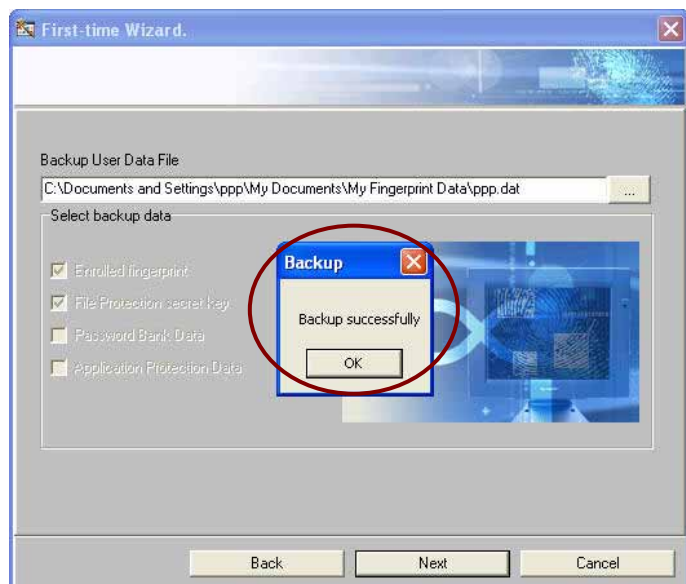 First-time Wizard.
Backup User Data File
C:\Documents and Settings\ppp\My Documents\My Fingerprint Data\ppp.dat
...
Select backup data
Enrolled fingerprint
File Protection secret key
Password Bank Data
Application Protection Data
Backup
Backup successfully
OK
Back
Next
Cancel